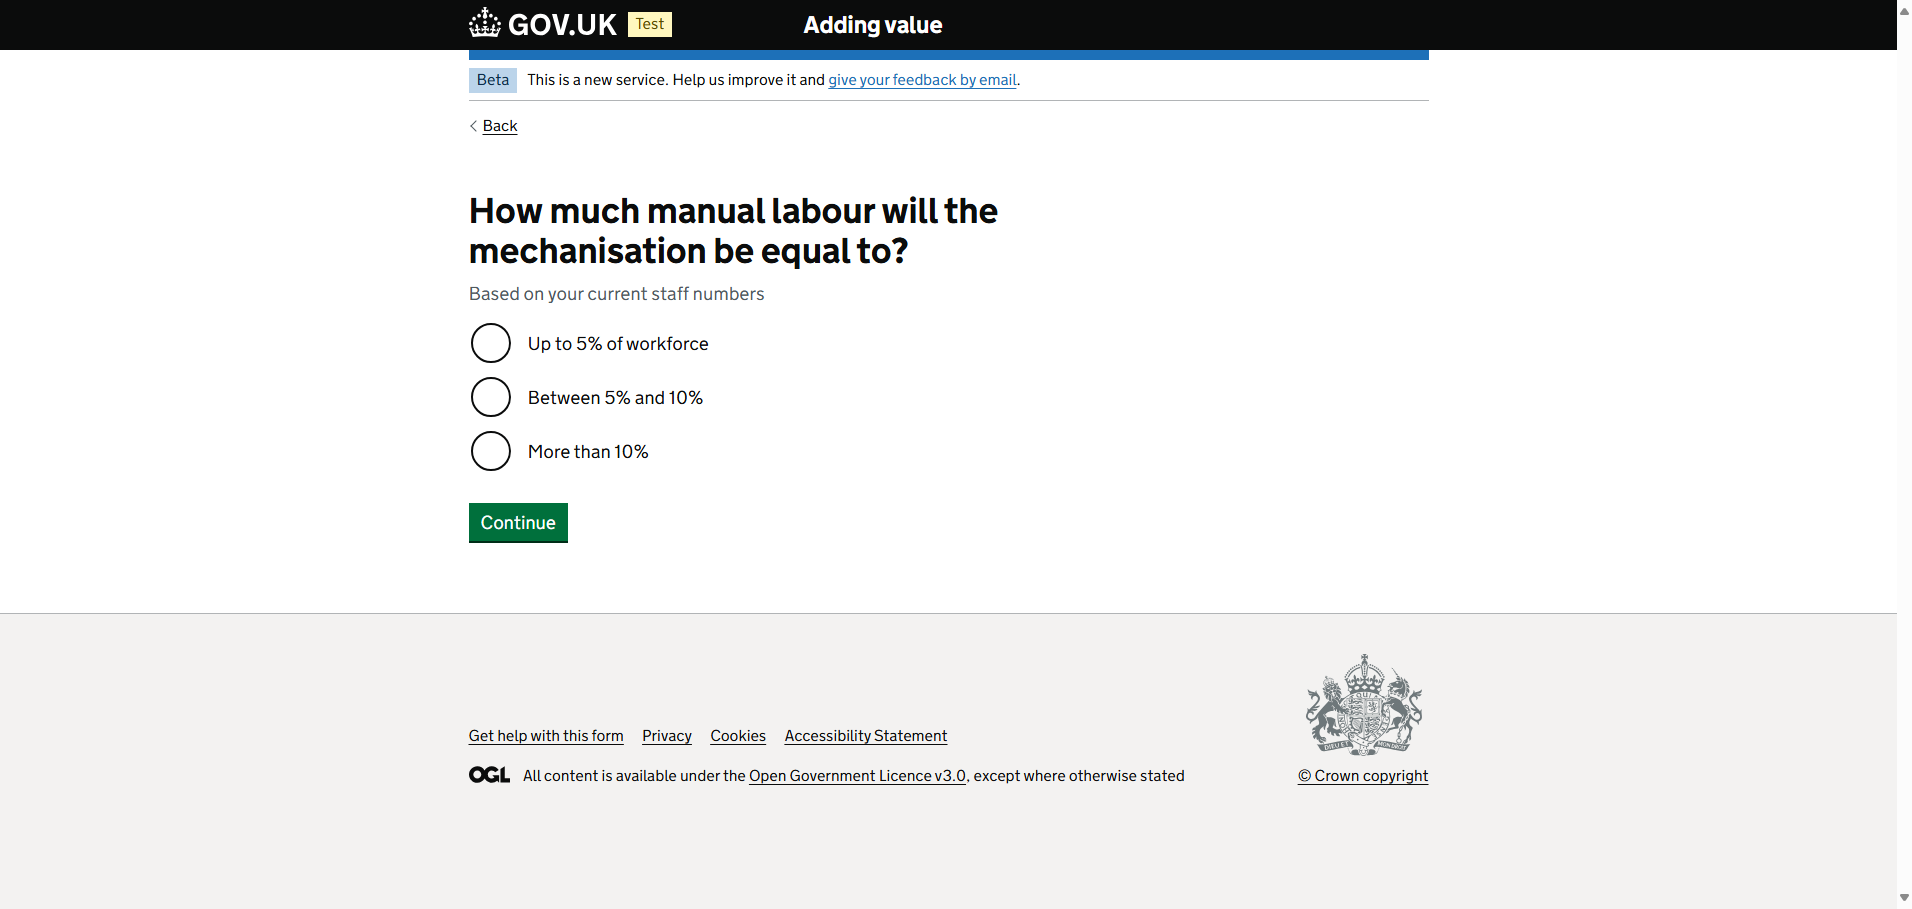 GOV.UK Test Adding value
Beta This is a new service. Help us improve it and give your feedback by email.
Back
How much manual labour will the
mechanisation be equal to?
Based on your current staff numbers
Up to 5% of workforce
Between 5% and 10%
More than 10%
Continue
Get help with this form Privacy Cookies Accessibility Statement
OGL All content is available under the Open Government Licence v3.0, except where otherwise stated
© Crown copyright